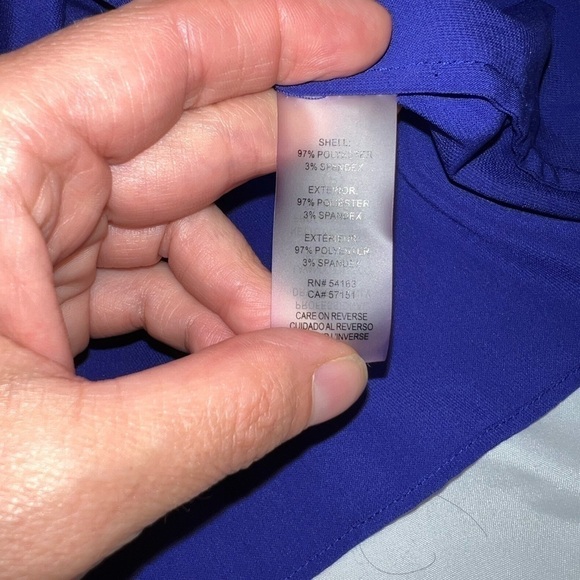 SHELL:
97% POLYESTER
3% SPANDEX
EXTERIOR:
97% POLYESTER
3% SPANDEX
EXTERIEUR:
97% POLYESTER
3% SPANDEX
RN# 54163
CA# 57151
CARE ON REVERSE
CUIDADO AL REVERSO
L'INVERSE